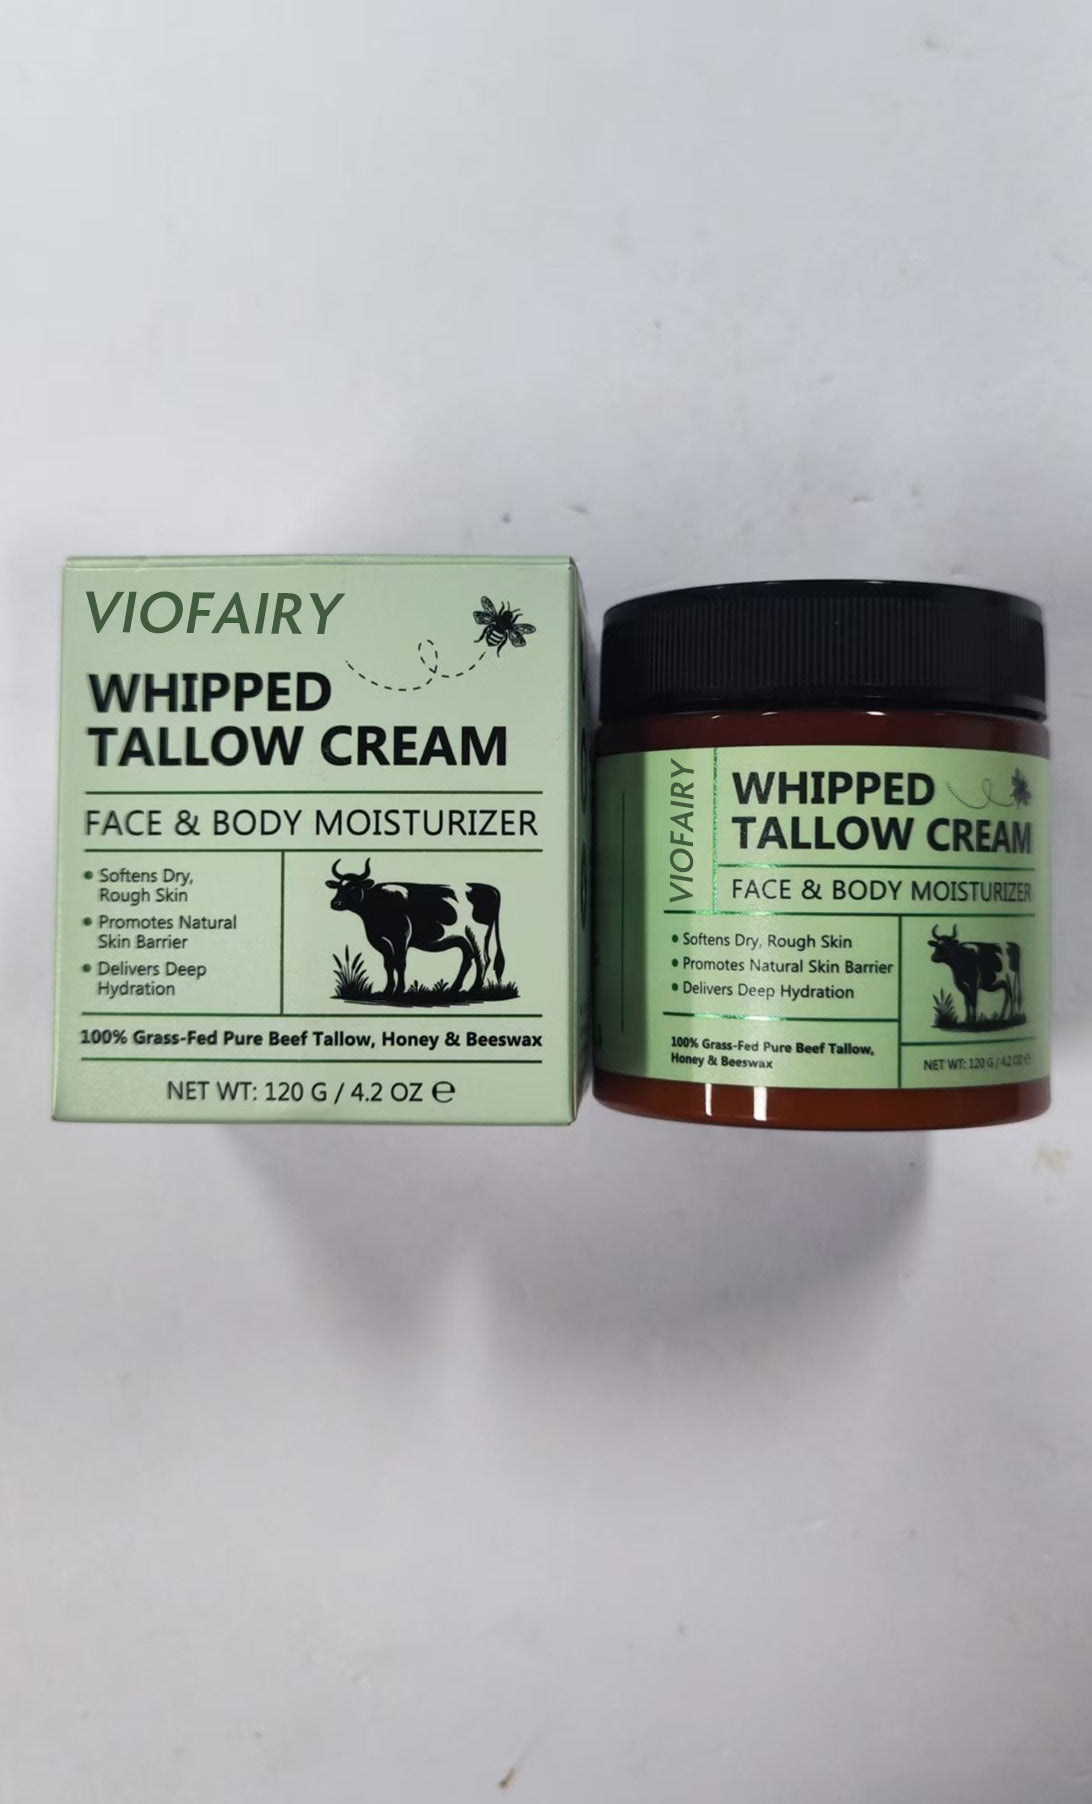 VIOFAIRY
WHIPPED
TALLOW CREAM
FACE & BODY MOISTURIZER
• Softens Dry,
Rough Skin
• Promotes Natural
Skin Barrier
• Delivers Deep
Hydration
100% Grass-Fed Pure Beef Tallow, Honey & Beeswax
NET WT: 120 G / 4.2 OZ ℮
VIOFAIRY
WHIPPED
TALLOW CREAM
FACE & BODY MOISTURIZER
• Softens Dry, Rough Skin
• Promotes Natural Skin Barrier
• Delivers Deep Hydration
100% Grass-Fed Pure Beef Tallow,
Honey & Beeswax
NET WT: 120 G / 4.2 OZ ℮